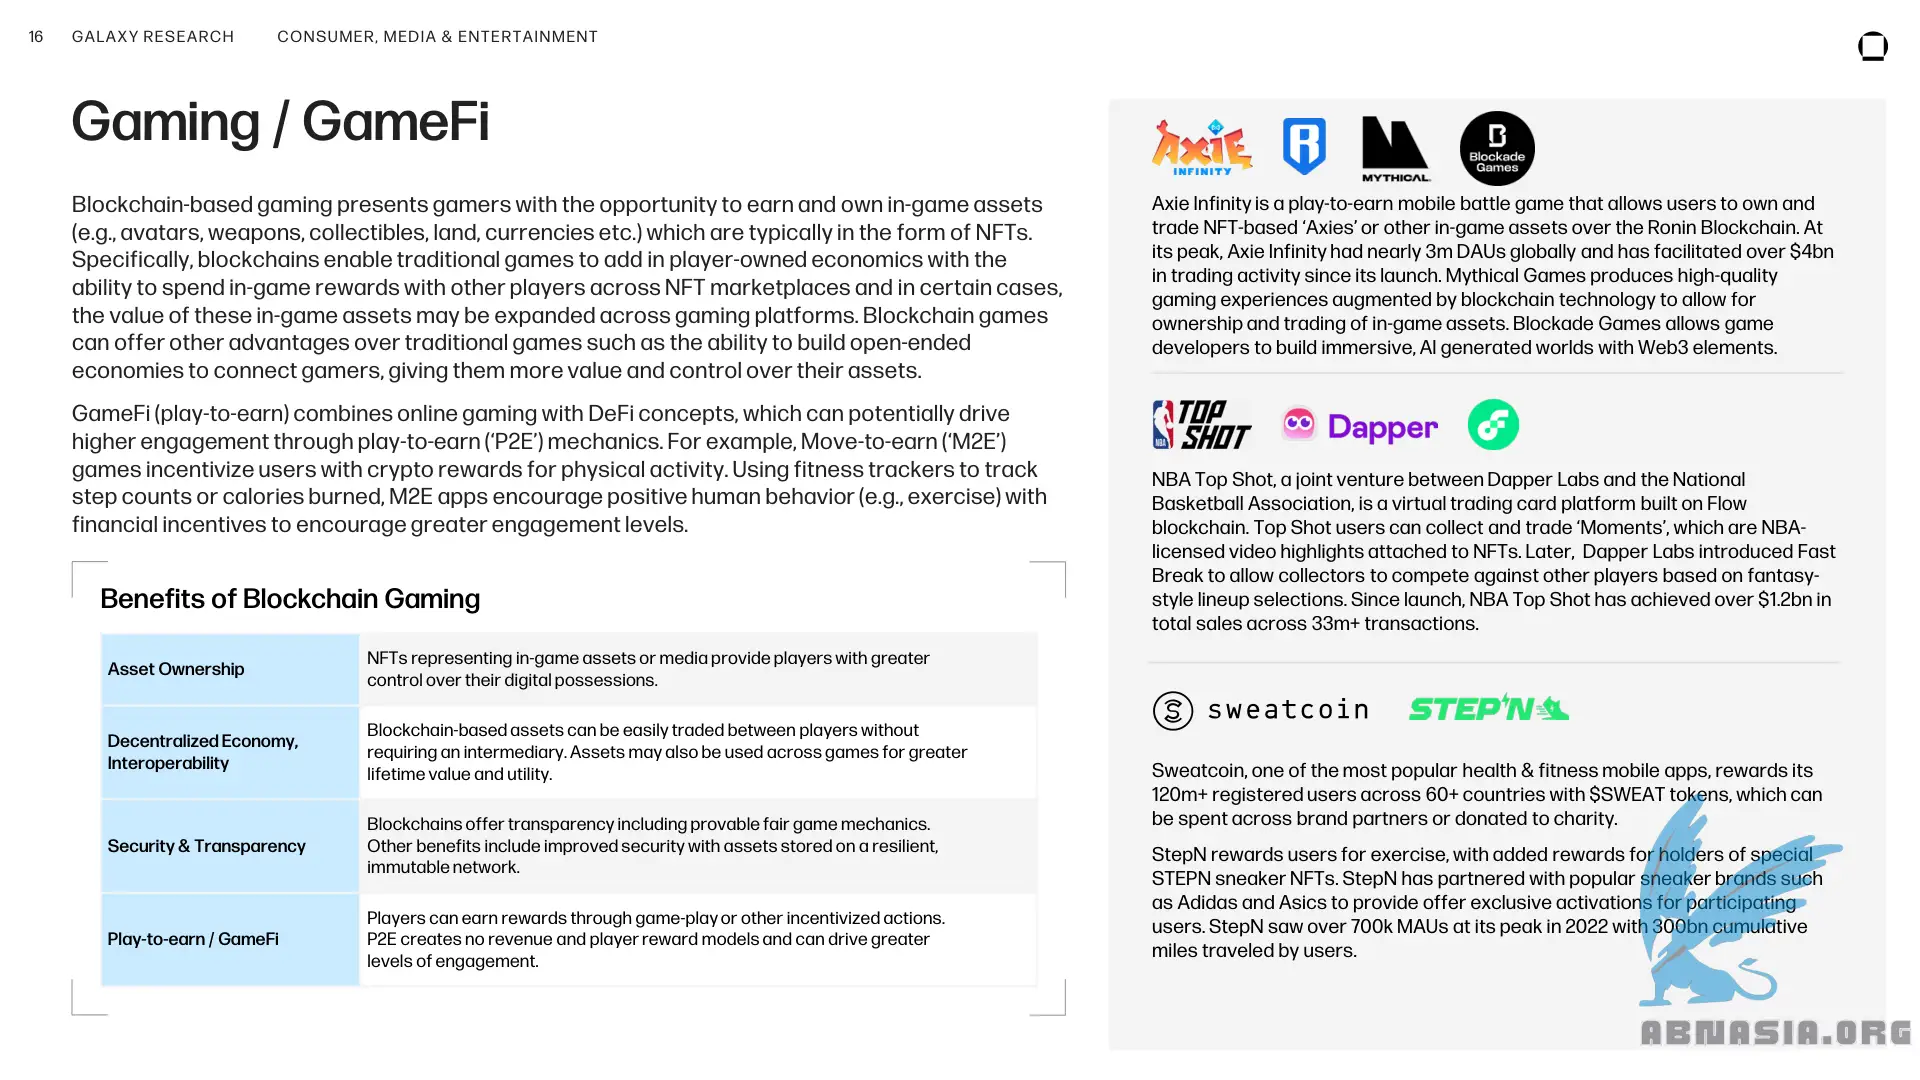 16 GALAXY RESEARCH CONSUMER, MEDIA & ENTERTAINMENT
Gaming / GameFi
Blockchain-based gaming presents gamers with the opportunity to earn and own in-game assets
(e.g., avatars, weapons, collectibles, land, currencies etc.) which are typically in the form of NFTs.
Specifically, blockchains enable traditional games to add in player-owned economics with the
ability to spend in-game rewards with other players across NFT marketplaces and in certain cases,
the value of these in-game assets may be expanded across gaming platforms. Blockchain games
can offer other advantages over traditional games such as the ability to build open-ended
economies to connect gamers, giving them more value and control over their assets.
GameFi (play-to-earn) combines online gaming with DeFi concepts, which can potentially drive
higher engagement through play-to-earn ('P2E') mechanics. For example, Move-to-earn ('M2E')
games incentivize users with crypto rewards for physical activity. Using fitness trackers to track
step counts or calories burned, M2E apps encourage positive human behavior (e.g., exercise) with
financial incentives to encourage greater engagement levels.
Benefits of Blockchain Gaming
Asset Ownership
NFTs representing in-game assets or media provide players with greater
control over their digital possessions.
Decentralized Economy,
Interoperability
Blockchain-based assets can be easily traded between players without
requiring an intermediary. Assets may also be used across games for greater
lifetime value and utility.
Security & Transparency
Blockchains offer transparency including provable fair game mechanics.
Other benefits include improved security with assets stored on a resilient,
immutable network.
Play-to-earn / GameFi
Players can earn rewards through game-play or other incentivized actions.
P2E creates no revenue and player reward models and can drive greater
levels of engagement.
AXIE
INFINITY
R
MYTHICAL
B
Blockade
Games
Axie Infinity is a play-to-earn mobile battle game that allows users to own and
trade NFT-based 'Axies' or other in-game assets over the Ronin Blockchain. At
its peak, Axie Infinity had nearly 3m DAUs globally and has facilitated over $4bn
in trading activity since its launch. Mythical Games produces high-quality
gaming experiences augmented by blockchain technology to allow for
ownership and trading of in-game assets. Blockade Games allows game
developers to build immersive, AI generated worlds with Web3 elements.
NBA
TOP
SHOT
Dapper
NBA Top Shot, a joint venture between Dapper Labs and the National
Basketball Association, is a virtual trading card platform built on Flow
blockchain. Top Shot users can collect and trade 'Moments', which are NBA-
licensed video highlights attached to NFTs. Later,  Dapper Labs introduced Fast
Break to allow collectors to compete against other players based on fantasy-
style lineup selections. Since launch, NBA Top Shot has achieved over $1.2bn in
total sales across 33m+ transactions.
sweatcoin
STEP'N
Sweatcoin, one of the most popular health & fitness mobile apps, rewards its
120m+ registered users across 60+ countries with $SWEAT tokens, which can
be spent across brand partners or donated to charity.
StepN rewards users for exercise, with added rewards for holders of special
STEPN sneaker NFTs. StepN has partnered with popular sneaker brands such
as Adidas and Asics to provide offer exclusive activations for participating
users. StepN saw over 700k MAUs at its peak in 2022 with 300bn cumulative
miles traveled by users.
ABNASIA.ORG